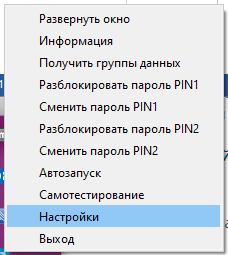 Развернуть окно
Информация
Получить группы данных
Разблокировать пароль PIN1
Сменить пароль PIN1
Разблокировать пароль PIN2
Сменить пароль PIN2
Автозапуск
Самотестирование
Настройки
Выход